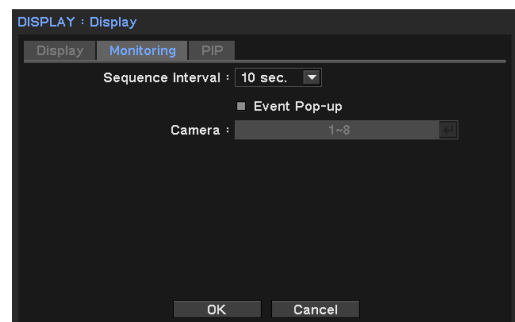 DISPLAY : Display
Display Monitoring PIP
Sequence Interval : 10 sec.
Event Pop-up
Camera : 1~8
OK Cancel